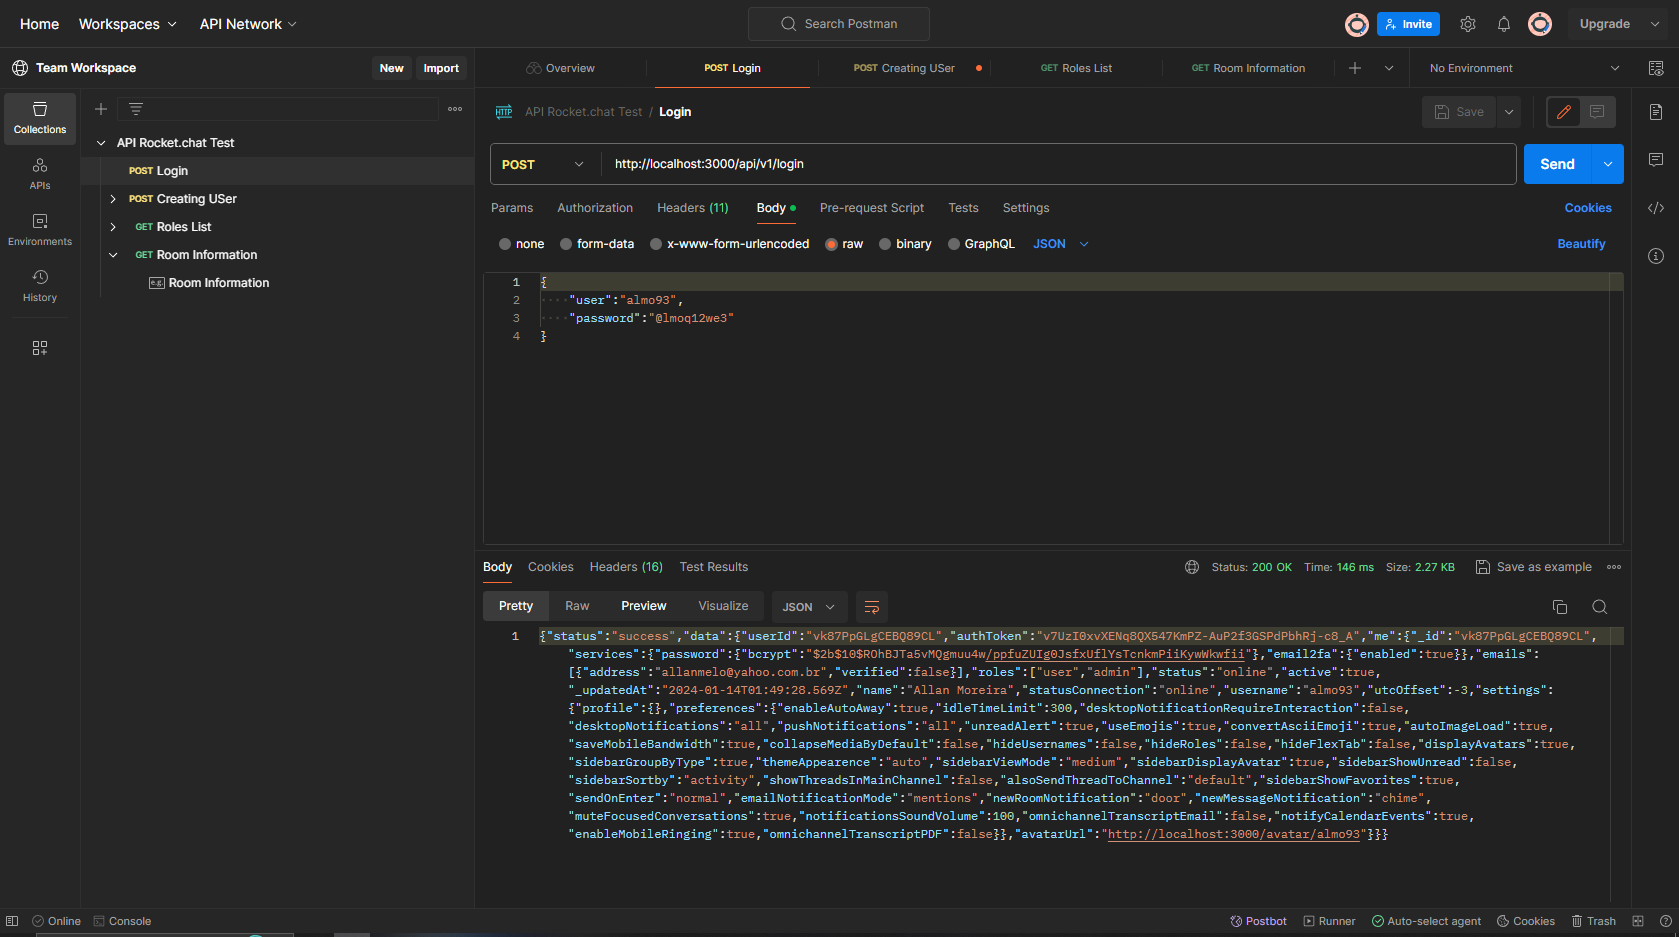 Home Workspaces API Network Search Postman Invite Upgrade
Team Workspace New Import Overview POST Login POST Creating USer GET Roles List GET Room Information No Environment
Collections
APIs
Environments
History
API Rocket.chat Test
POST Login
POST Creating USer
GET Roles List
GET Room Information
e.g. Room Information
HTTP API Rocket.chat Test / Login Save
POST http://localhost:3000/api/v1/login Send
Params Authorization Headers (11) Body Pre-request Script Tests Settings Cookies
none form-data x-www-form-urlencoded raw binary GraphQL JSON Beautify
1 {
2 "user":"almo93",
3 "password":"@lmoq12we3"
4 }
Body Cookies Headers (16) Test Results Status: 200 OK Time: 146 ms Size: 2.27 KB Save as example
Pretty Raw Preview Visualize JSON
1 {"status":"success","data":{"userId":"vk87PpGLgCEBQ89CL","authToken":"v7UzI0xvXENq8QX547KmPZ-AuP2f3GSPdPbhRj-c8_A","me":{"_id":"vk87PpGLgCEBQ89CL",
"services":{"password":{"bcrypt":"$2b$10$ROhBJTa5vMQgmuu4w/ppfuZUIg0JsfxUflYsTcnkmPiiKywWkwfii"},"email2fa":{"enabled":true}},"emails":
[{"address":"allanmelo@yahoo.com.br","verified":false}],"roles":["user","admin"],"status":"online","active":true,
"_updatedAt":"2024-01-14T01:49:28.569Z","name":"Allan Moreira","statusConnection":"online","username":"almo93","utcOffset":-3,"settings":
{"profile":{},"preferences":{"enableAutoAway":true,"idleTimeLimit":300,"desktopNotificationRequireInteraction":false,
"desktopNotifications":"all","pushNotifications":"all","unreadAlert":true,"useEmojis":true,"convertAsciiEmoji":true,"autoImageLoad":true,
"saveMobileBandwidth":true,"collapseMediaByDefault":false,"hideUsernames":false,"hideRoles":false,"hideFlexTab":false,"displayAvatars":true,
"sidebarGroupByType":true,"themeAppearence":"auto","sidebarViewMode":"medium","sidebarDisplayAvatar":true,"sidebarShowUnread":false,
"sidebarSortby":"activity","showThreadsInMainChannel":false,"alsoSendThreadToChannel":"default","sidebarShowFavorites":true,
"sendOnEnter":"normal","emailNotificationMode":"mentions","newRoomNotification":"door","newMessageNotification":"chime",
"muteFocusedConversations":true,"notificationsSoundVolume":100,"omnichannelTranscriptEmail":false,"notifyCalendarEvents":true,
"enableMobileRinging":true,"omnichannelTranscriptPDF":false}},"avatarUrl":"http://localhost:3000/avatar/almo93"}}}
Online Console Postbot Runner Auto-select agent Cookies Trash